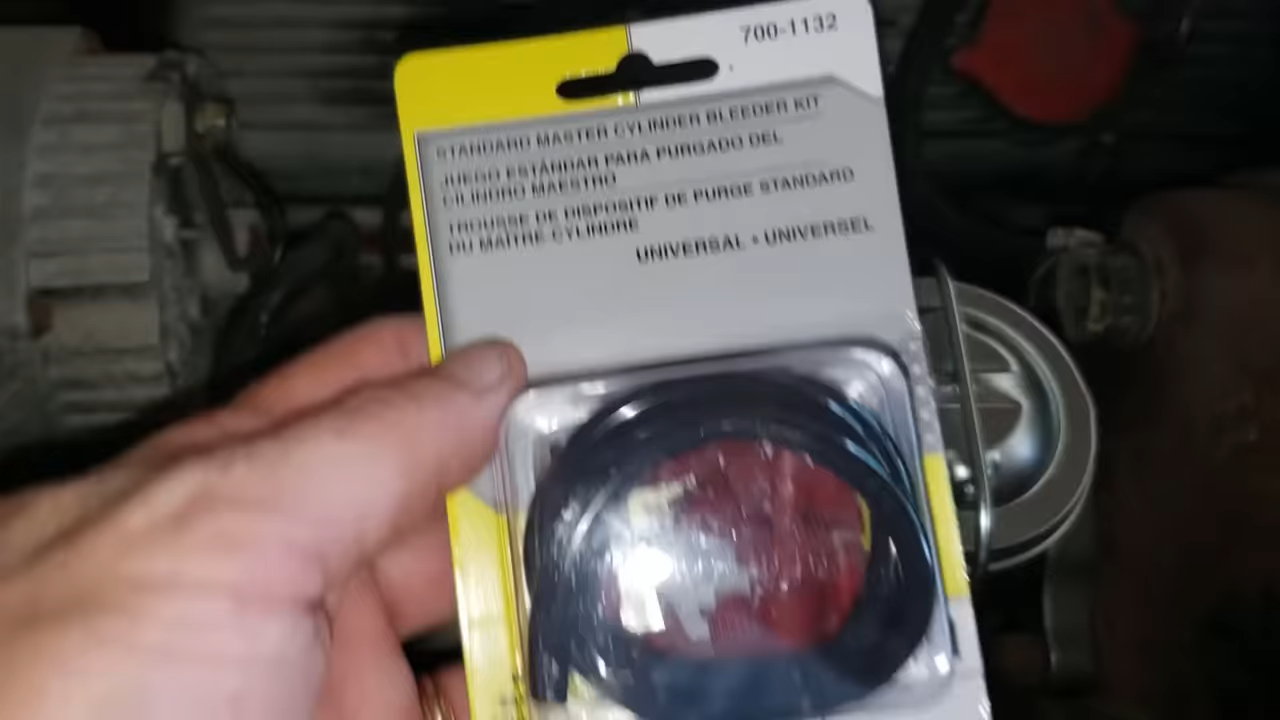 700-1132
STANDARD MASTER CYLINDER BLEEDER KIT
JUEGO ESTÁNDAR PARA PURGADO DEL
CILINDRO MAESTRO
TROUSSE DE DISPOSITIF DE PURGE STANDARD
DU MAÎTRE-CYLINDRE
UNIVERSAL • UNIVERSEL